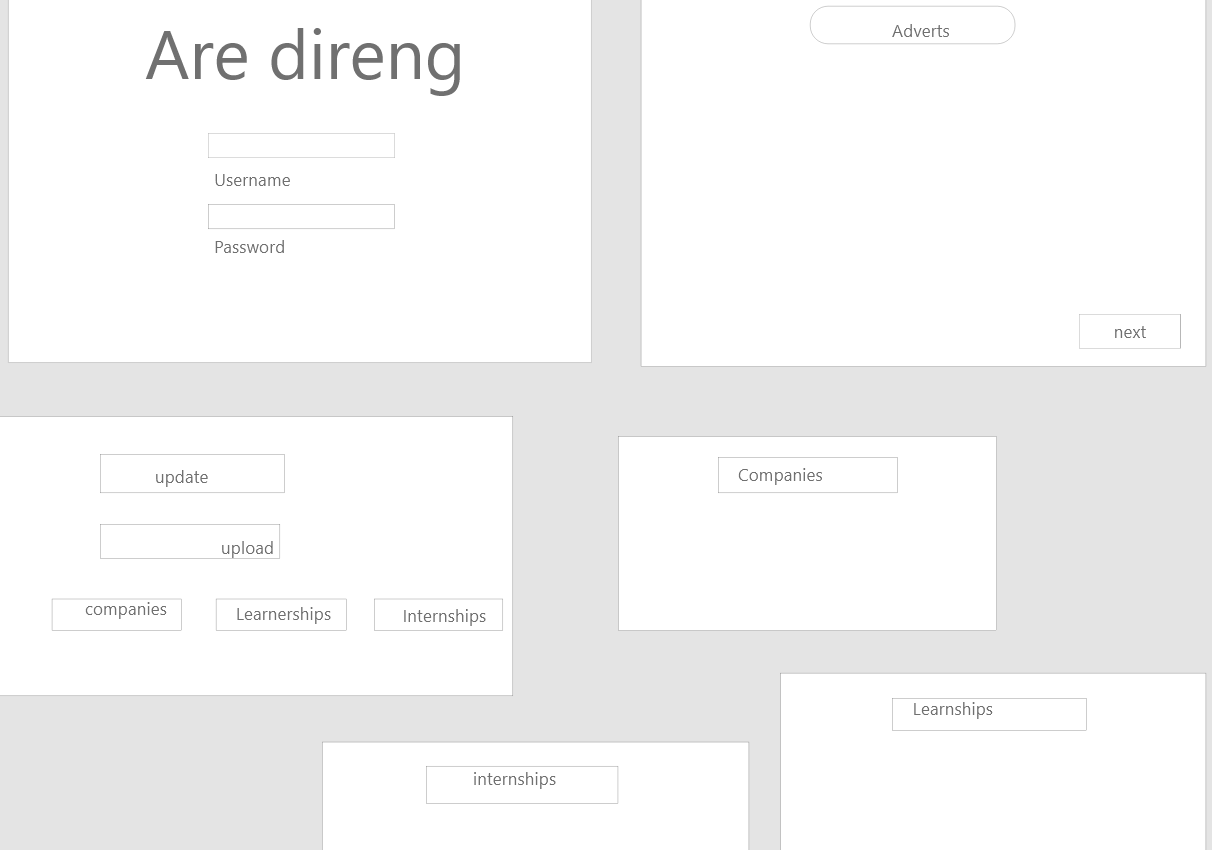 Are direng
Username
Password
Adverts
next
update
upload
companies
Learnerships
Internships
Companies
Learnships
internships